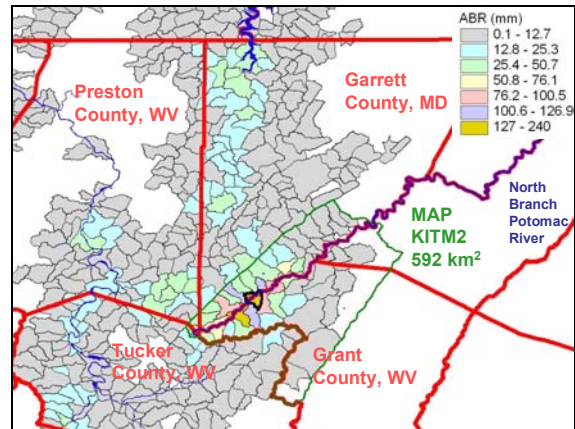 ABR (mm)
0.1 - 12.7
12.8 - 25.3
25.4 - 50.7
50.8 - 76.1
76.2 - 100.5
100.6 - 126.9
127 - 240
Preston
County, WV
Garrett
County, MD
North
Branch
Potomac
River
MAP
KITM2
592 km²
Tucker
County, WV
Grant
County, WV